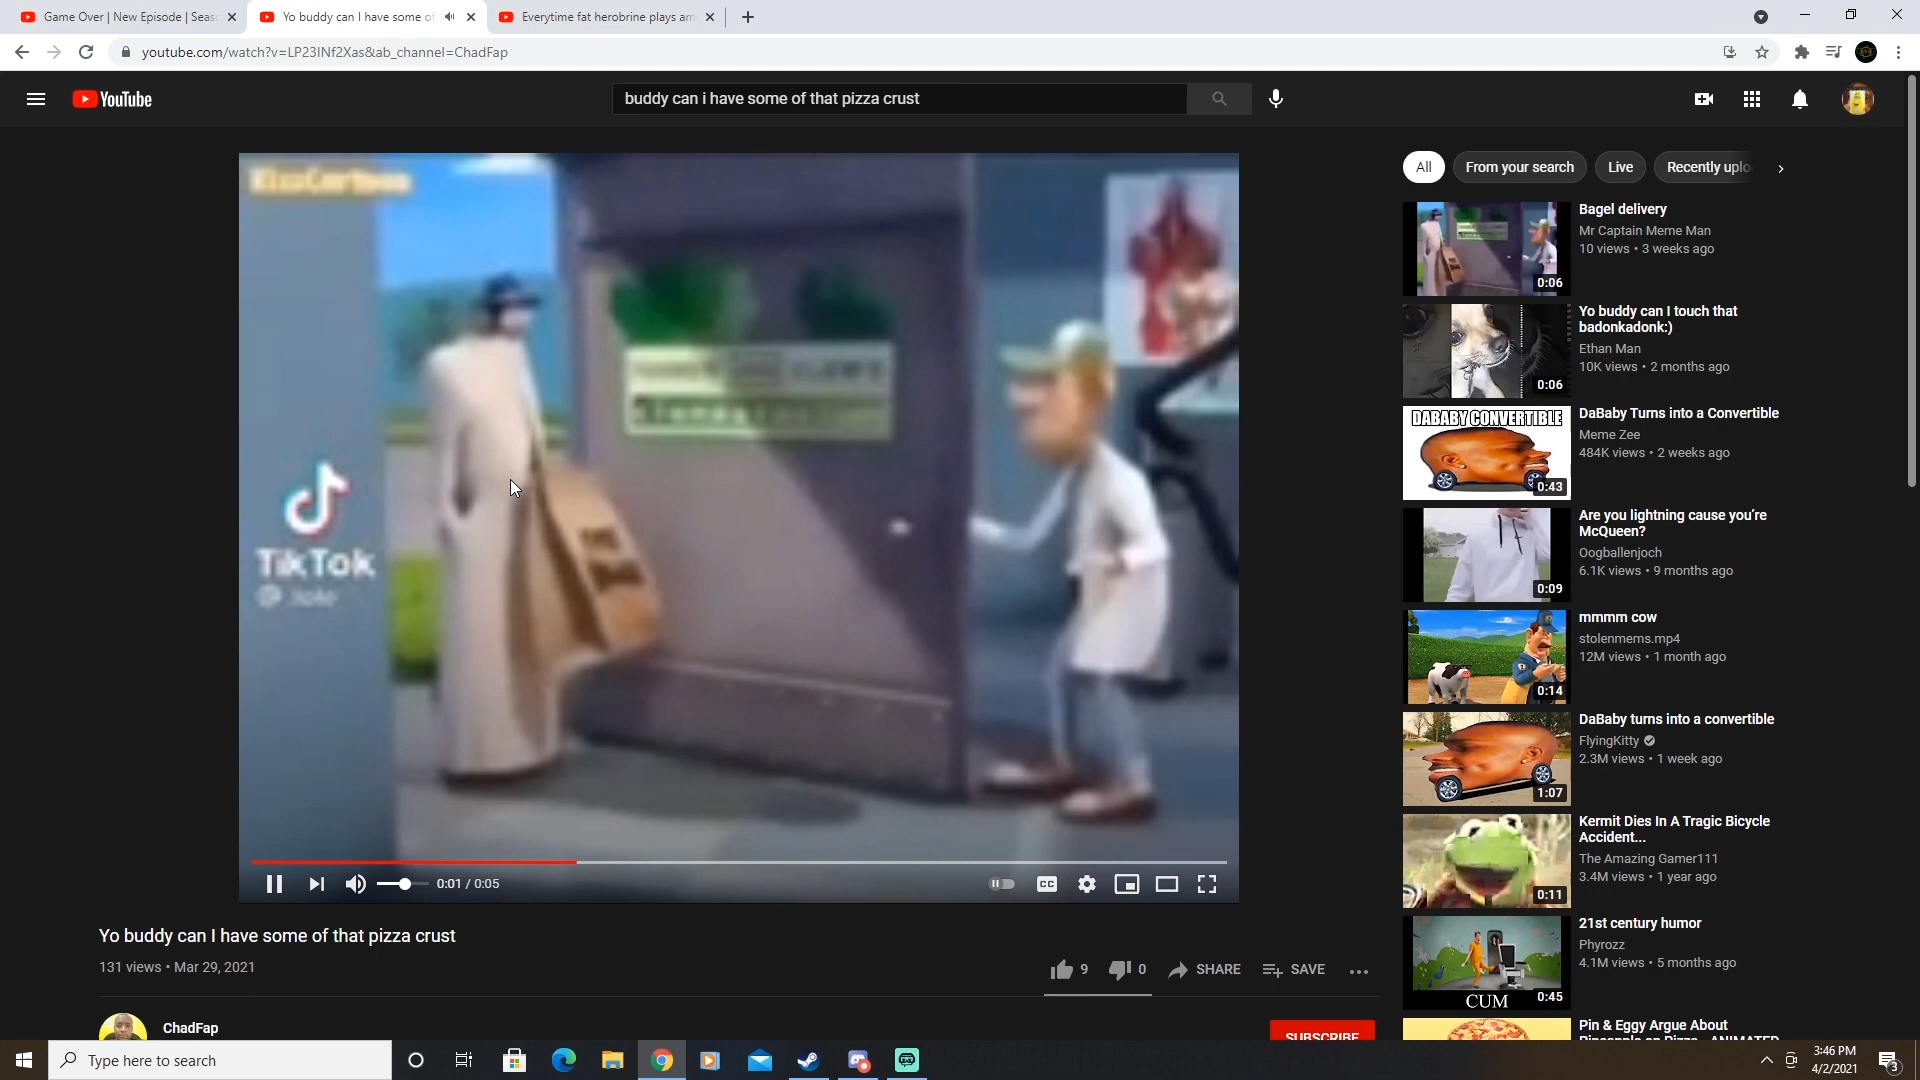 Game Over | New Episode | Seas
Yo buddy can I have some of
Everytime fat herobrine plays am
youtube.com/watch?v=LP23INf2Xas&ab_channel=ChadFap
YouTube
buddy can i have some of that pizza crust
KissCartoon
TikTok
0:01 / 0:05
CC
Yo buddy can I have some of that pizza crust
131 views • Mar 29, 2021
9
0
SHARE
SAVE
ChadFap
SUBSCRIBE
All
From your search
Live
Recently uplo
Bagel delivery
Mr Captain Meme Man
10 views • 3 weeks ago
0:06
Yo buddy can I touch that
badonkadonk:)
Ethan Man
10K views • 2 months ago
0:06
DABABY CONVERTIBLE
DaBaby Turns into a Convertible
Meme Zee
484K views • 2 weeks ago
0:43
Are you lightning cause you're
McQueen?
Oogballenjoch
6.1K views • 9 months ago
0:09
mmmm cow
stolenmems.mp4
12M views • 1 month ago
0:14
DaBaby turns into a convertible
FlyingKitty
2.3M views • 1 week ago
1:07
Kermit Dies In A Tragic Bicycle
Accident...
The Amazing Gamer111
3.4M views • 1 year ago
0:11
21st century humor
Phyrozz
4.1M views • 5 months ago
CUM
0:45
Pin & Eggy Argue About
Pineapple on Pizza - ANIMATED
Type here to search
3:46 PM
4/2/2021
3